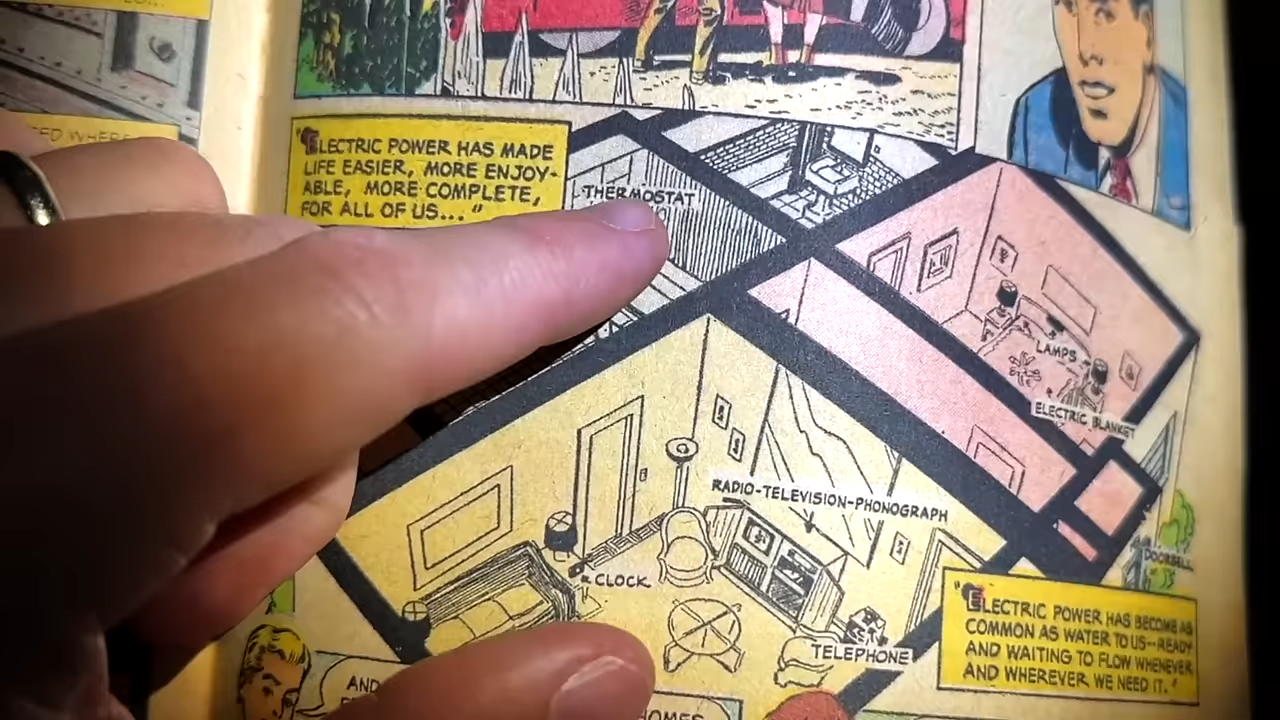 ED WHERE
"ELECTRIC POWER HAS MADE
LIFE EASIER, MORE ENJOY-
ABLE, MORE COMPLETE,
FOR ALL OF US..."
THERMOSTAT
LAMPS
ELECTRIC BLANKET
RADIO-TELEVISION-PHONOGRAPH
CLOCK
DOORBELL
TELEPHONE
"ELECTRIC POWER HAS BECOME AS
COMMON AS WATER TO US--READY
AND WAITING TO FLOW WHENEVER
AND WHEREVER WE NEED IT."
AND
HOMES